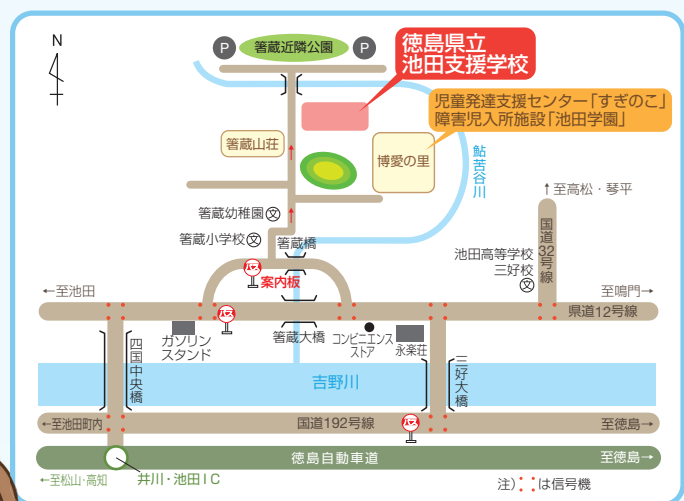 N
P
箸蔵近隣公園
P
徳島県立
池田支援学校
児童発達支援センター「すぎのこ」
障害児入所施設「池田学園」
箸蔵山荘
博愛の里
鮎苦谷川
↑至高松・琴平
国道32号線
箸蔵幼稚園文
箸蔵小学校文
箸蔵橋
池田高等学校
三好校
文
バス
案内板
←至池田
至鳴門→
県道12号線
バス
ガソリン
スタンド
箸蔵大橋
コンビニエンス
ストア
永楽荘
四国中央橋
吉野川
三好大橋
←至池田町内
国道192号線
バス
至徳島→
徳島自動車道
至徳島→
←至松山・高知
井川・池田IC
注）は信号機